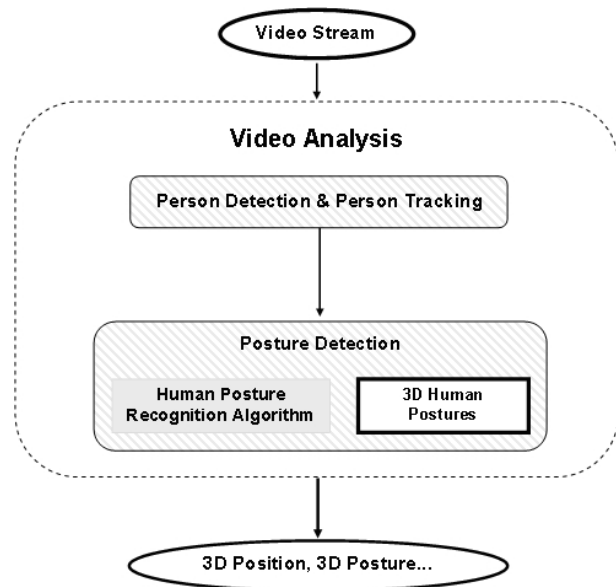 Video Stream
Video Analysis
Person Detection & Person Tracking
Posture Detection
Human Posture
Recognition Algorithm
3D Human
Postures
3D Position, 3D Posture...